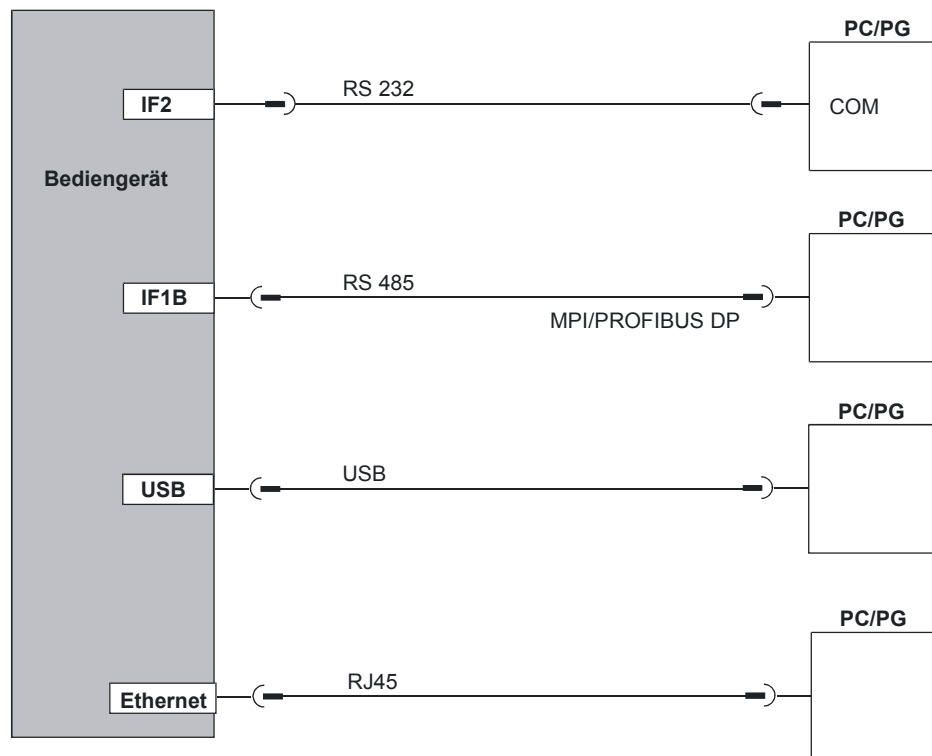 PC/PG
RS 232
IF2
COM
Bediengerät
PC/PG
RS 485
IF1B
MPI/PROFIBUS DP
PC/PG
USB
USB
PC/PG
RJ45
Ethernet